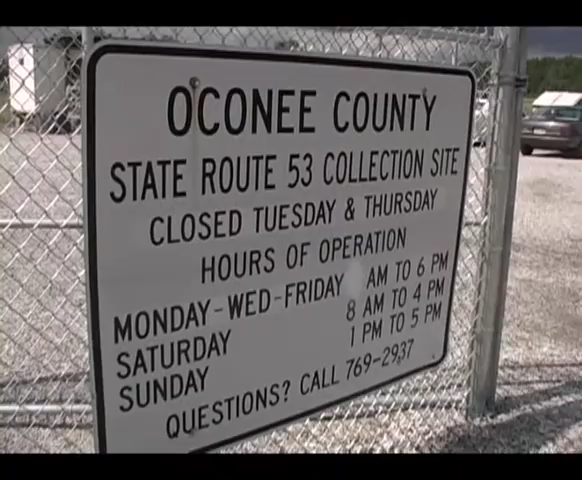 OCONEE COUNTY
STATE ROUTE 53 COLLECTION SITE
CLOSED TUESDAY & THURSDAY
HOURS OF OPERATION
MONDAY-WED-FRIDAY AM TO 6 PM
SATURDAY 8 AM TO 4 PM
SUNDAY 1 PM TO 5 PM
QUESTIONS? CALL 769-2937